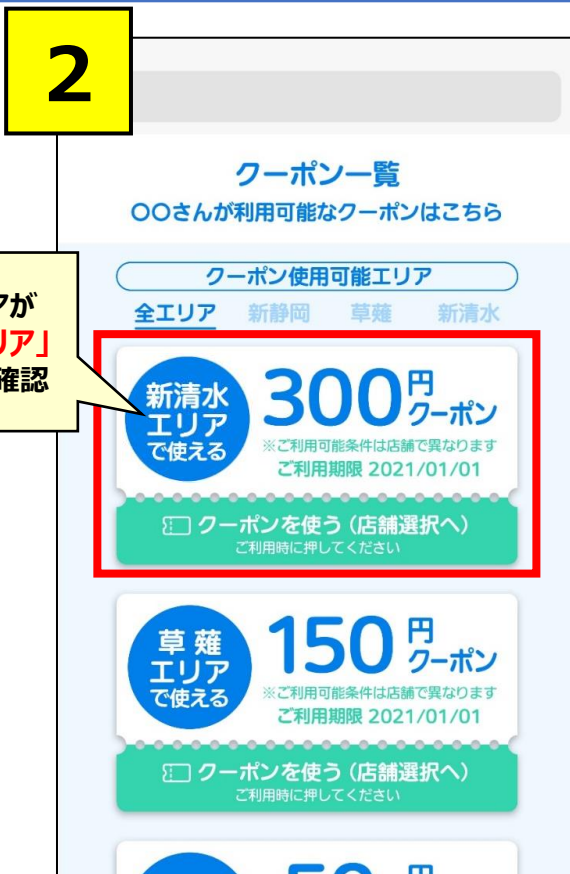 2
クーポン一覧
〇〇さんが利用可能なクーポンはこちら
クーポン使用可能エリア
全エリア 新静岡 草薙 新清水
アが
リア」
確認
新清水
エリア
で使える
300円
クーポン
※ご利用可能条件は店舗で異なります
ご利用期限 2021/01/01
クーポンを使う（店舗選択へ）
ご利用時に押してください
草薙
エリア
で使える
150円
クーポン
※ご利用可能条件は店舗で異なります
ご利用期限 2021/01/01
クーポンを使う（店舗選択へ）
ご利用時に押してください